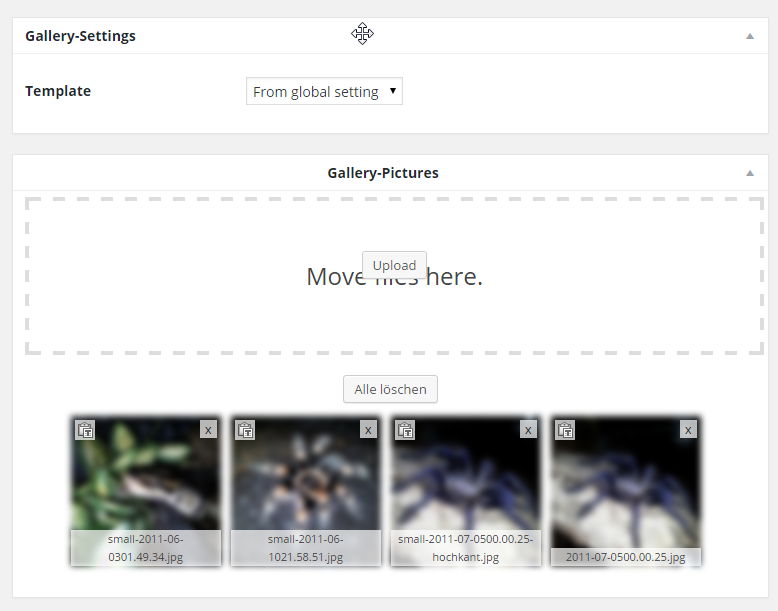 Gallery-Settings
Template
From global setting
Gallery-Pictures
Upload
Move files here.
Alle löschen
x
x
x
x
small-2011-06-
0301.49.34.jpg
small-2011-06-
1021.58.51.jpg
small-2011-07-0500.00.25-
hochkant.jpg
2011-07-0500.00.25.jpg